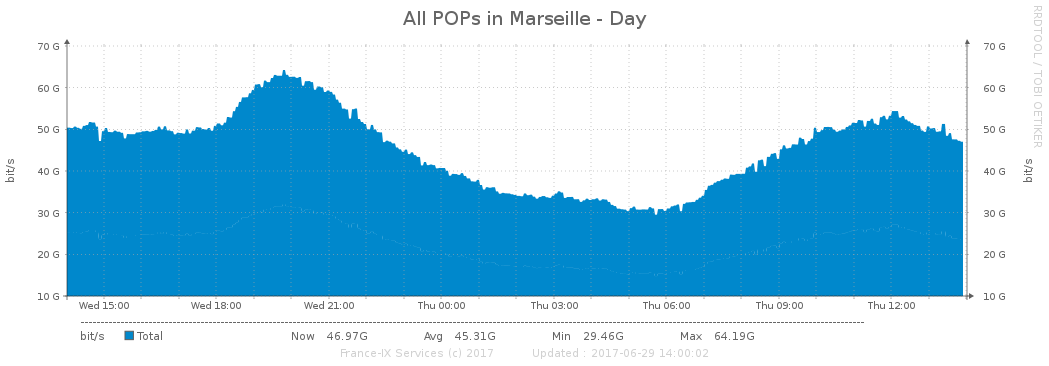 All POPs in Marseille - Day
RRDTOOL / TOBI OETIKER
70 G 70 G
60 G 60 G
50 G 50 G
40 G 40 G
30 G 30 G
20 G 20 G
10 G 10 G
bit/s bit/s
Wed 15:00 Wed 18:00 Wed 21:00 Thu 00:00 Thu 03:00 Thu 06:00 Thu 09:00 Thu 12:00
bit/s Total Now 46.97G Avg 45.31G Min 29.46G Max 64.19G
France-IX Services (c) 2017 Updated : 2017-06-29 14:00:02